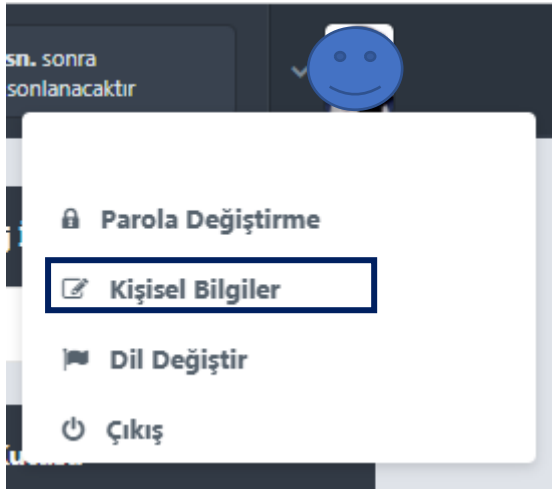 sn. sonra
sonlanacaktır
Parola Değiştirme
Kişisel Bilgiler
Dil Değiştir
Çıkış